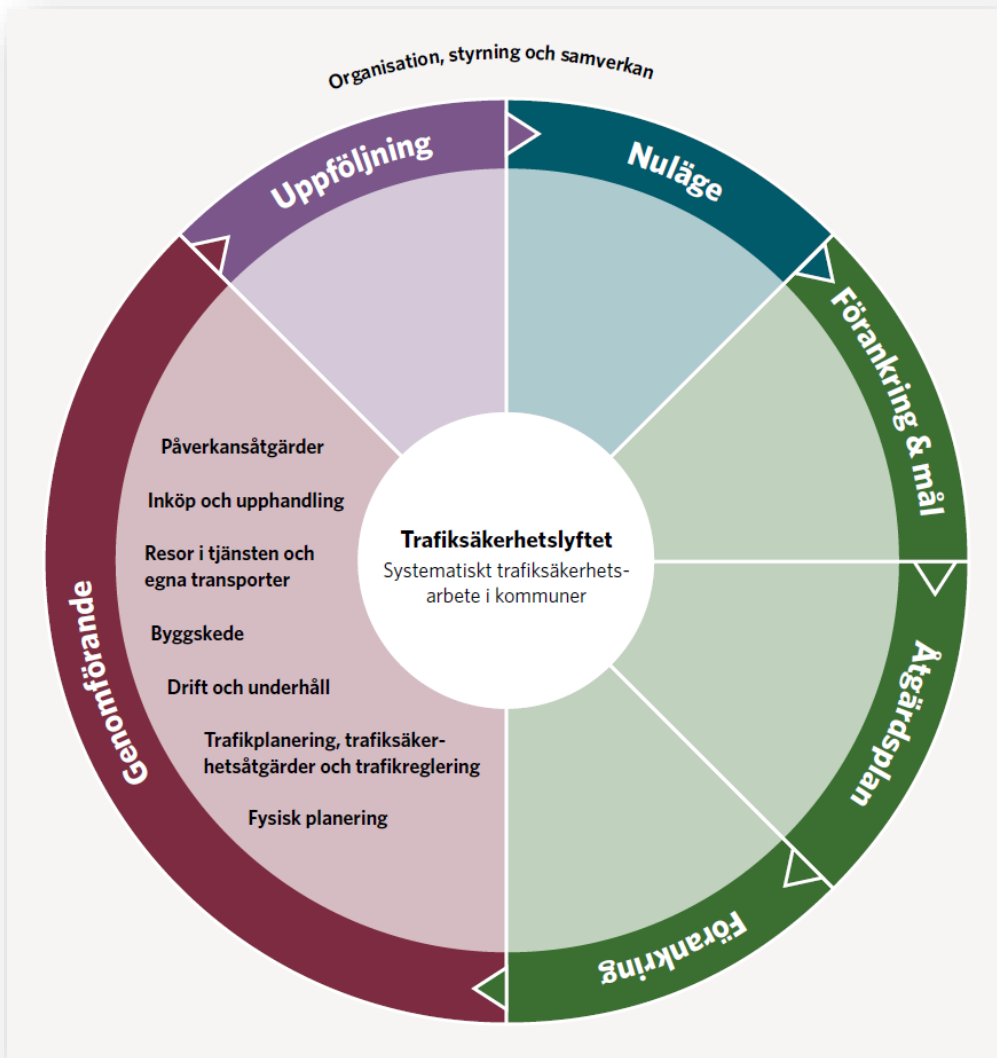 Organisation, styrning och samverkan
Uppföljning
Nuläge
Förankring & mål
Åtgärdsplan
Förankring
Genomförande
Påverkansåtgärder
Inköp och upphandling
Resor i tjänsten och
egna transporter
Byggskede
Drift och underhåll
Trafikplanering, trafiksäker-
hetsåtgärder och trafikreglering
Fysisk planering
Trafiksäkerhetslyftet
Systematiskt trafiksäkerhets-
arbete i kommuner